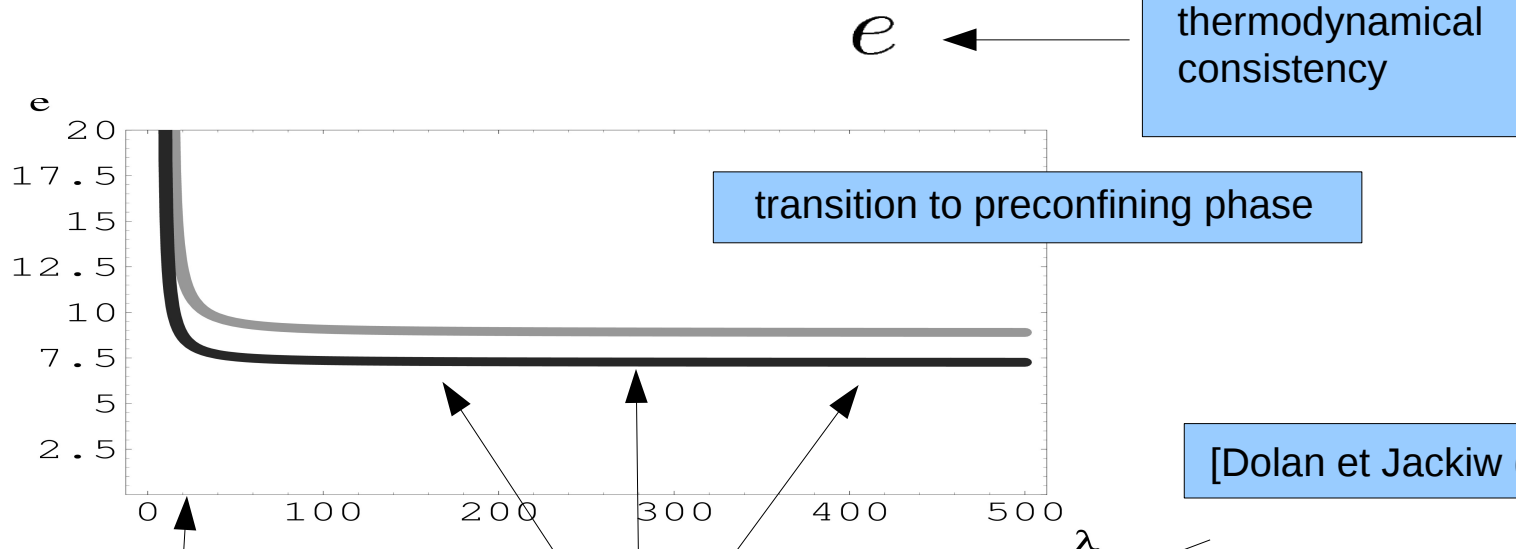 thermodynamical
consistency
e
e
20
17.5
15
12.5
10
7.5
5
2.5
transition to preconfining phase
[Dolan et Jackiw
0 100 200 300 400 500
λ